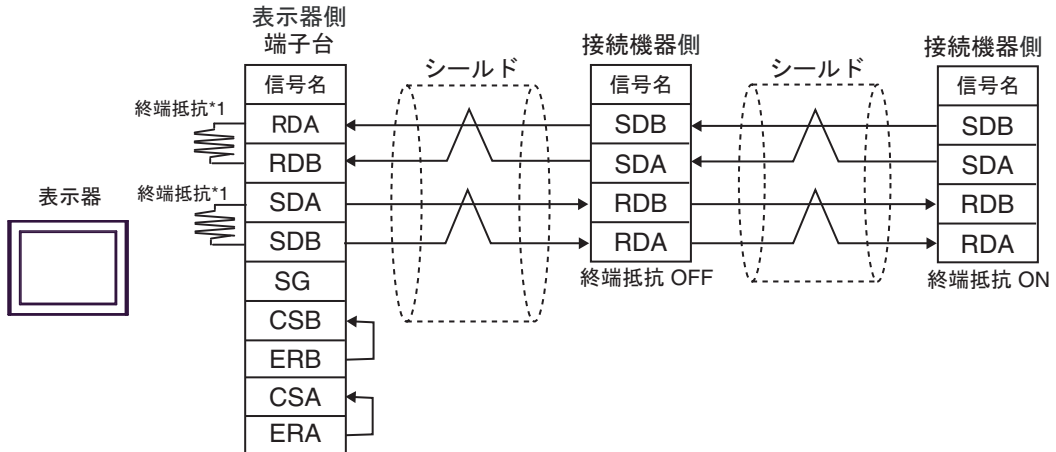 表示器
終端抵抗*1
終端抵抗*1
表示器側
端子台
信号名
RDA
RDB
SDA
SDB
SG
CSB
ERB
CSA
ERA
シールド
接続機器側
信号名
SDB
SDA
RDB
RDA
終端抵抗 OFF
シールド
接続機器側
信号名
SDB
SDA
RDB
RDA
終端抵抗 ON